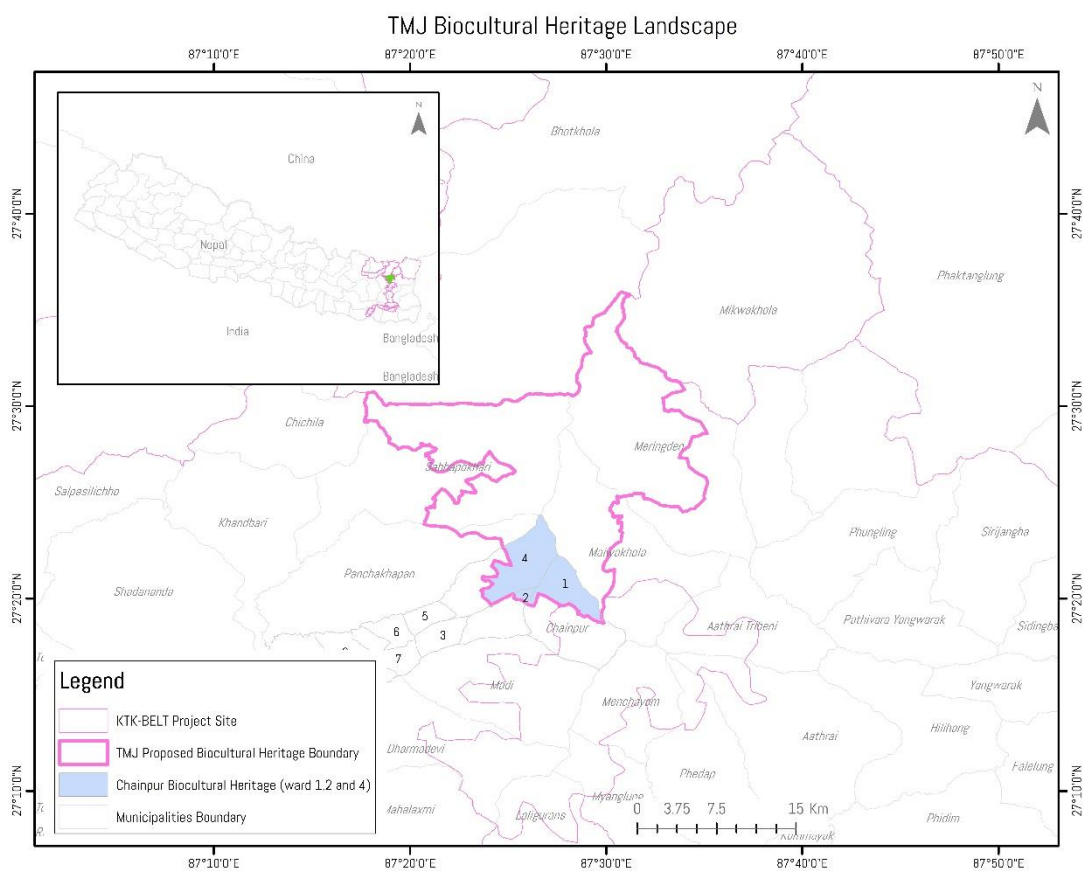 TMJ Biocultural Heritage Landscape
87°10'0"E
87°20'0"E
87°30'0"E
87°40'0"E
87°50'0"E
N
N
Bhotkhola
China
27°40'0"N
27°40'0"N
Nepal
Phaktanglung
Mikwakhola
India
Bangladesh
Bangladesh
27°30'0"N
27°30'0"N
Chichila
Meringden
Sabhapokhari
Salpasilichho
Khandbari
Phungling
Sirijangha
4
Maiwakhola
Panchakhapan
1
Shadananda
2
27°20'0"N
27°20'0"N
5
Pathivara Yangwarak
6
3
Chainpur
Aathrai Tribeni
Sidingba
7
Madi
Yangwarak
Menchayam
Legend
KTK-BELT Project Site
TMJ Proposed Biocultural Heritage Boundary
Chainpur Biocultural Heritage (ward 1,2 and 4)
Municipalities Boundary
Dharmadevi
Aathrai
Hilihang
Phedap
Falelung
Myanglung
27°10'0"N
27°10'0"N
0 3.75 7.5 15 Km
Mahalaxmi
Laligurans
Phidim
87°10'0"E
87°20'0"E
87°30'0"E
87°40'0"E
87°50'0"E